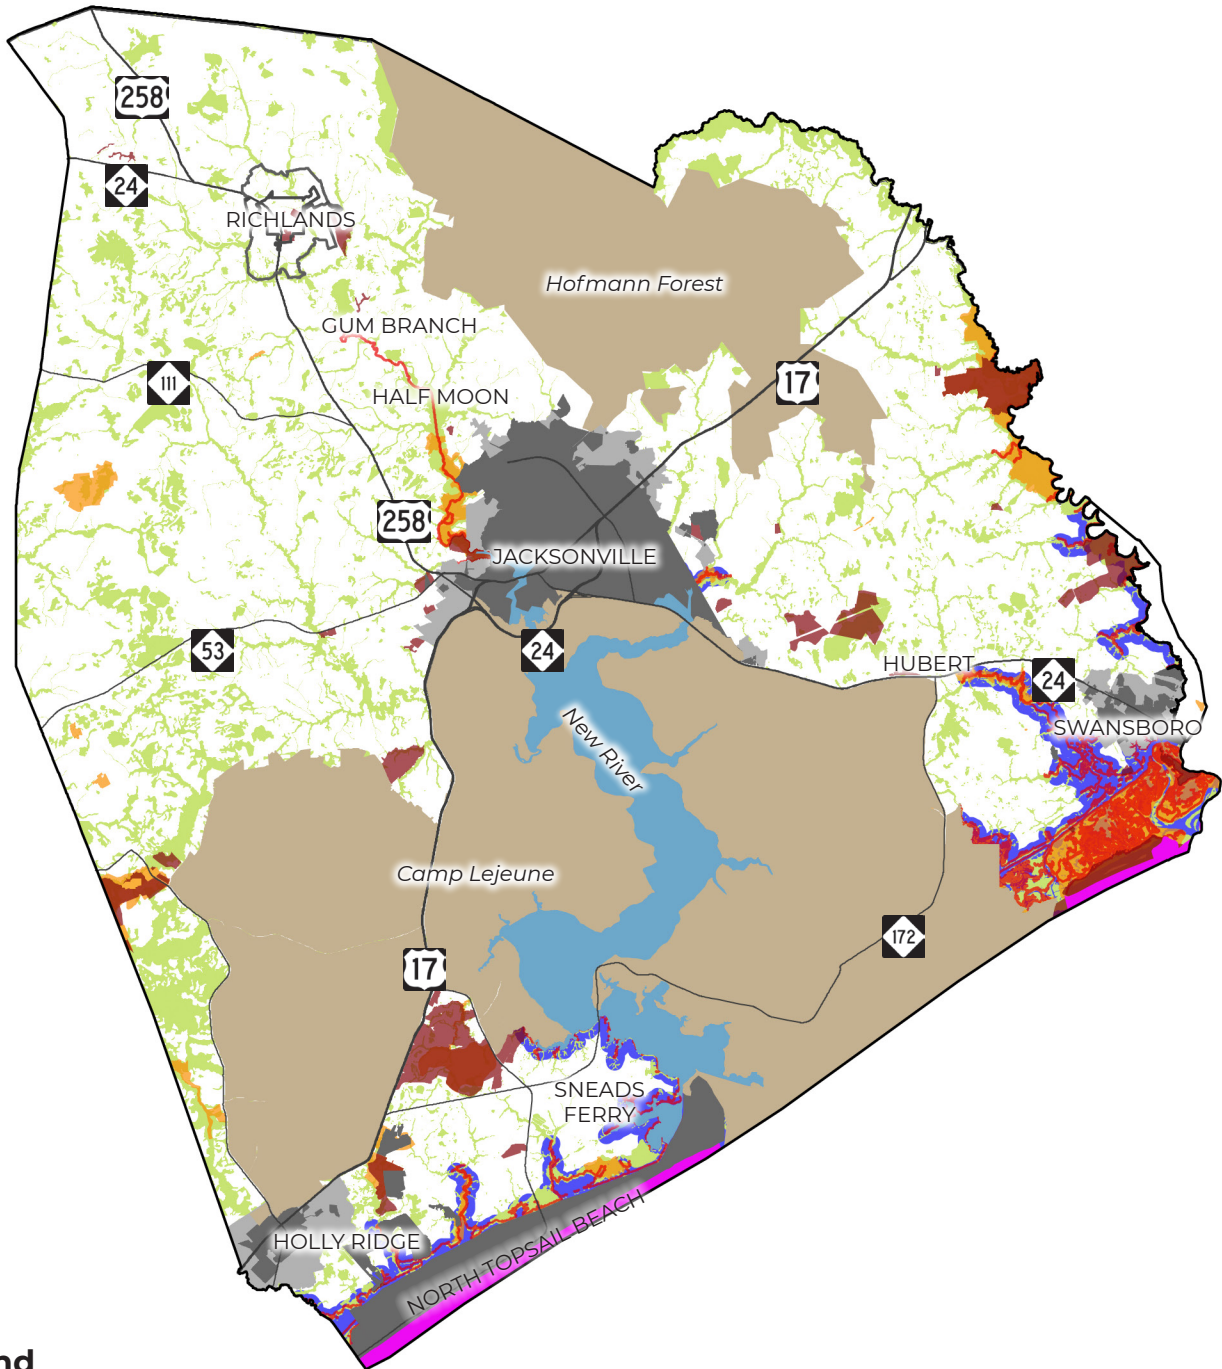 258
24
RICHLANDS
Hofmann Forest
GUM BRANCH
17
111
HALF MOON
258
JACKSONVILLE
53
24
HUBERT
24
New River
SWANSBORO
Camp Lejeune
172
17
SNEADS
FERRY
HOLLY RIDGE
NORTH TOPSAIL BEACH